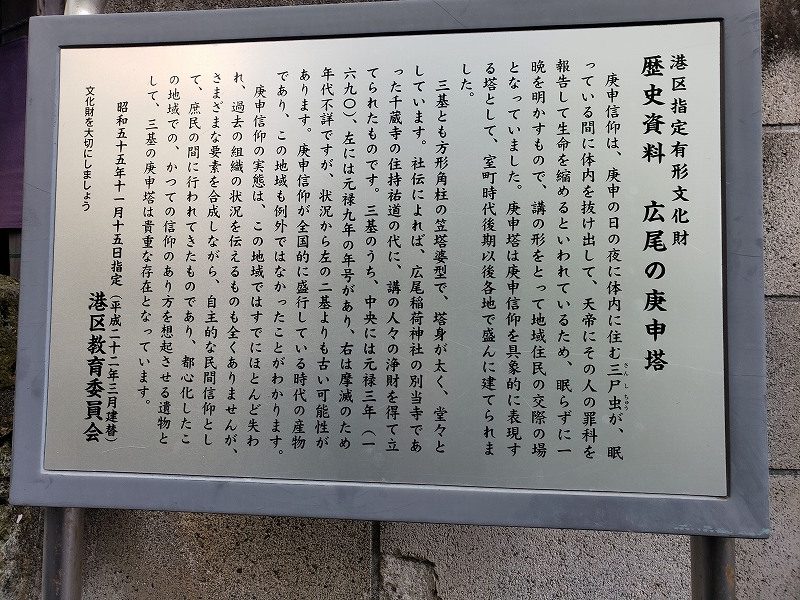 港区指定有形文化財
歴史資料　広尾の庚申塔
庚申信仰は、庚申の日の夜に体内に住む三尸虫が、眠
さんしちゅう
っている間に体内を抜け出して、天帝にその人の罪科を
報告して生命を縮めるといわれているため、眠らずに一
晩を明かすもので、講の形をとって地域住民の交際の場
となっていました。庚申塔は庚申信仰を具象的に表現す
る塔として、室町時代後期以後各地で盛んに建てられま
した。
三基とも方形角柱の笠塔婆型で、塔身が太く、堂々と
しています。社伝によれば、広尾稲荷神社の別当寺であ
った千蔵寺の住持祐道の代に、講の人々の浄財を得て立
てられたものです。三基のうち、中央には元禄三年（一
六九〇）、左には元禄九年の年号があり、右は摩滅のため
年代不詳ですが、状況から左の二基よりも古い可能性が
あります。庚申信仰が全国的に盛行している時代の産物
であり、この地域も例外ではなかったことがわかります。
庚申信仰の実態は、この地域ではすでにほとんど失わ
れ、過去の組織の状況を伝えるものも全くありませんが、
さまざまな要素を合成しながら、自主的な民間信仰とし
て、庶民の間に行われてきたものであり、都心化したこ
の地域での、かつての信仰のあり方を想起させる遺物と
して、三基の庚申塔は貴重な存在となっています。
昭和五十五年十一月十五日指定（平成二十二年三月建替）
港区教育委員会
文化財を大切にしましょう